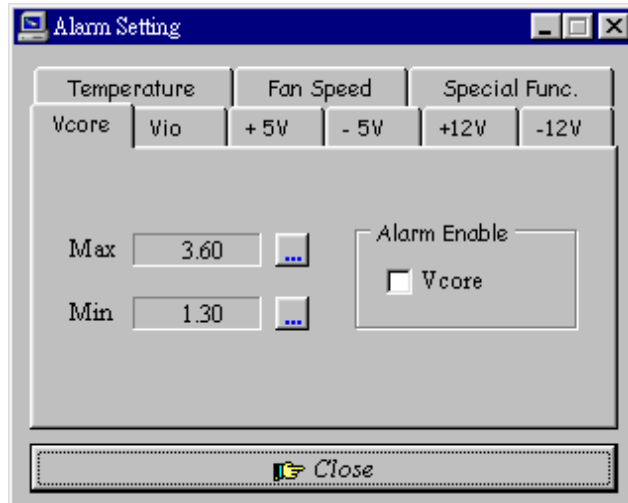 Alarm Setting
Temperature Fan Speed Special Func.
Vcore Vio + 5V - 5V +12V -12V
Max 3.60 ...
Alarm Enable
Vcore
Min 1.30 ...
Close